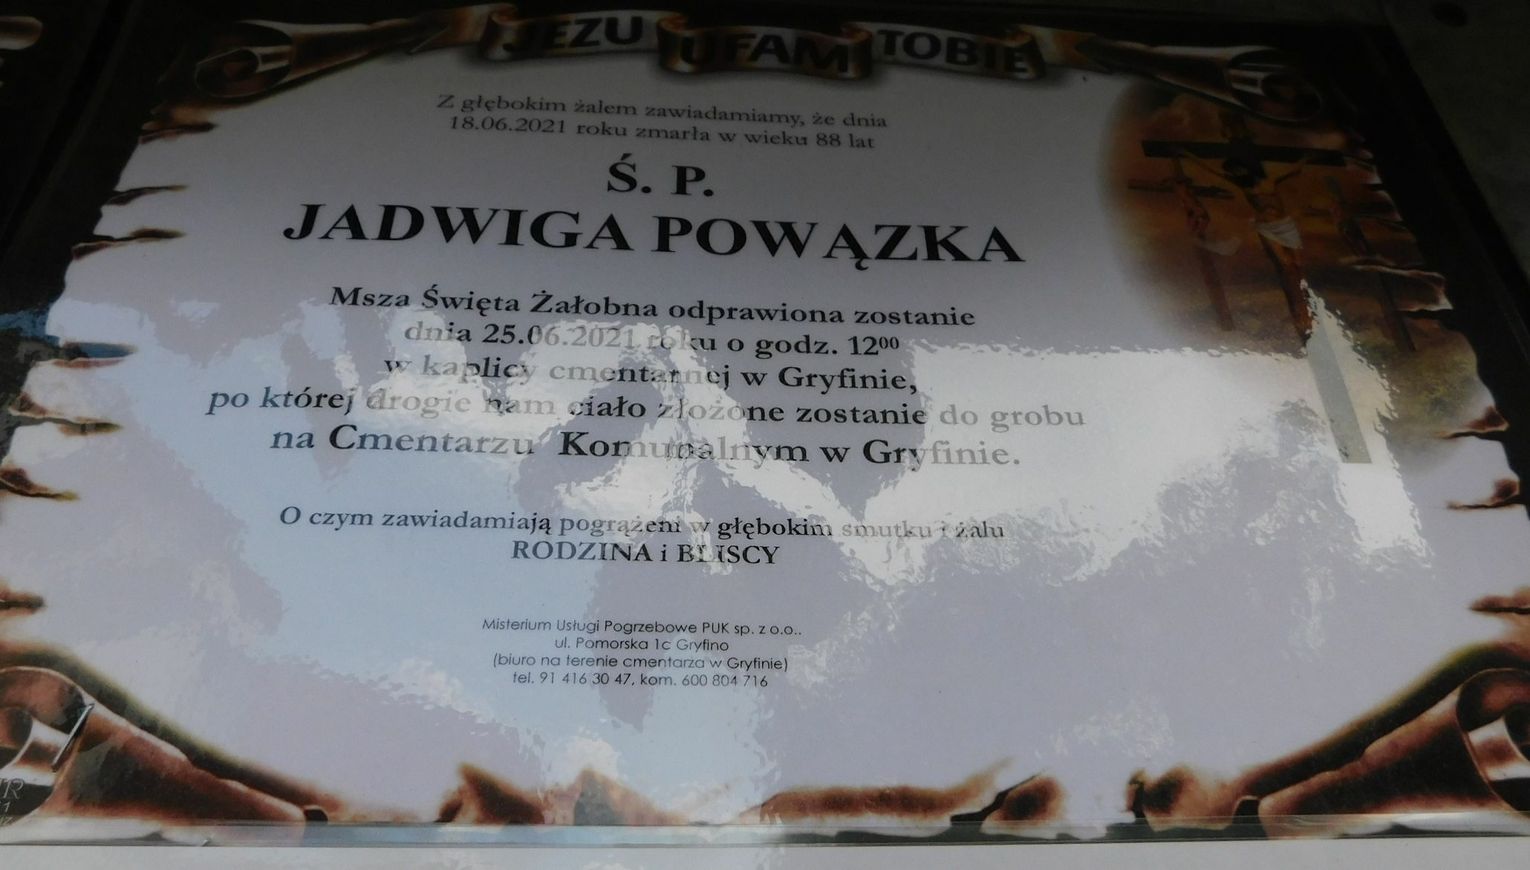 JEZU UFAM TOBIE
Z głębokim żalem zawiadamiamy, że dnia
18.06.2021 roku zmarła w wieku 88 lat
Ś. P.
JADWIGA POWĄZKA
Msza Święta Żałobna odprawiona zostanie
dnia 25.06.2021 roku o godz. 12⁰⁰
w kaplicy cmentarnej w Gryfinie,
po której drogie nam ciało złożone zostanie do grobu
na Cmentarzu Komunalnym w Gryfinie.
O czym zawiadamiają pogrążeni w głębokim smutku i żalu
RODZINA i BLISCY
Misterium Usługi Pogrzebowe PUK sp. z o.o..
ul. Pomorska 1c Gryfino
(biuro na terenie cmentarza w Gryfinie)
tel. 91 416 30 47, kom. 600 804 716